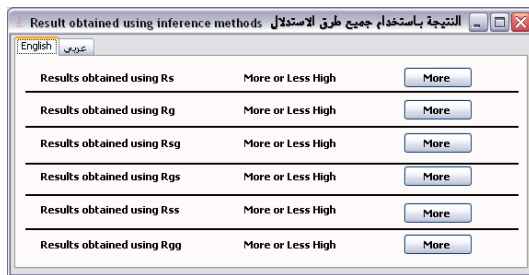 Result obtained using inference methods النتيجة باستخدام جميع طرق الاستدلال
English عربي
Results obtained using Rs More or Less High More
Results obtained using Rg More or Less High More
Results obtained using Rsg More or Less High More
Results obtained using Rgs More or Less High More
Results obtained using Rss More or Less High More
Results obtained using Rgg More or Less High More